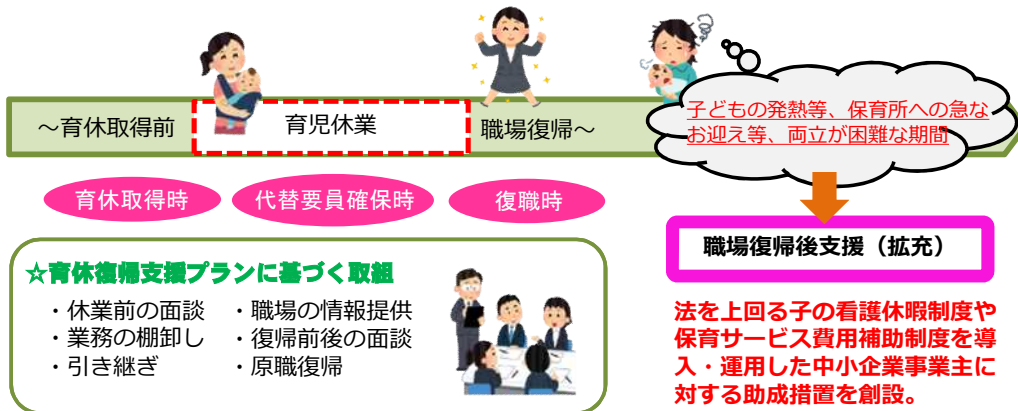 ～育休取得前
育児休業
職場復帰～
子どもの発熱等、保育所への急な
お迎え等、両立が困難な期間
育休取得時
代替要員確保時
復職時
職場復帰後支援（拡充）
☆育休復帰支援プランに基づく取組
・休業前の面談
・業務の棚卸し
・引き継ぎ
・職場の情報提供
・復帰前後の面談
・原職復帰
法を上回る子の看護休暇制度や
保育サービス費用補助制度を導
入・運用した中小企業事業主に
対する助成措置を創設。